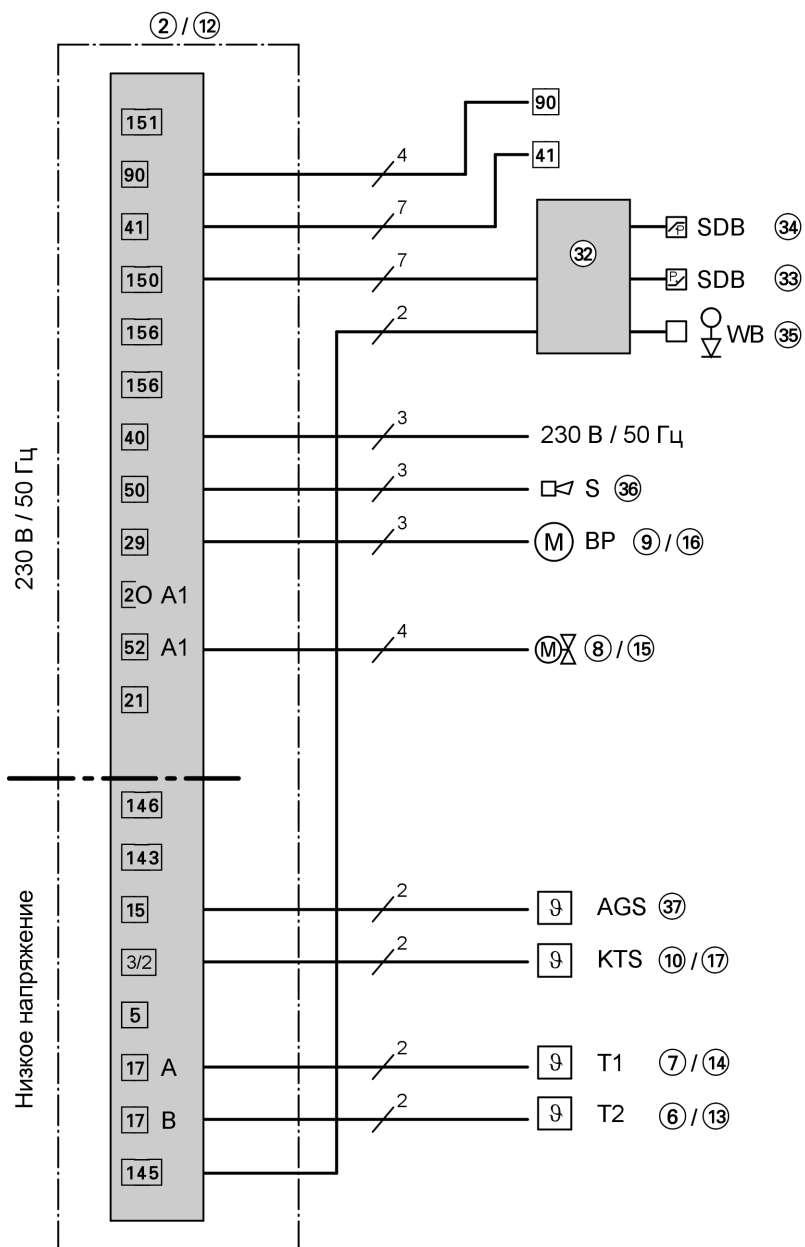 2 / 12
151
90
90 4
41
41 7
150 7
32
SDB 34
SDB 33
156 2
WB 35
156
40 3 230 В / 50 Гц
50 3 S 36
29 3 M BP 9 / 16
2O A1
52 A1 4 M 8 / 15
21
230 В / 50 Гц
146
143
15 2 ϑ AGS 37
3/2 2 ϑ KTS 10 / 17
5
17 A 2 ϑ T1 7 / 14
17 B 2 ϑ T2 6 / 13
145
Низкое напряжение